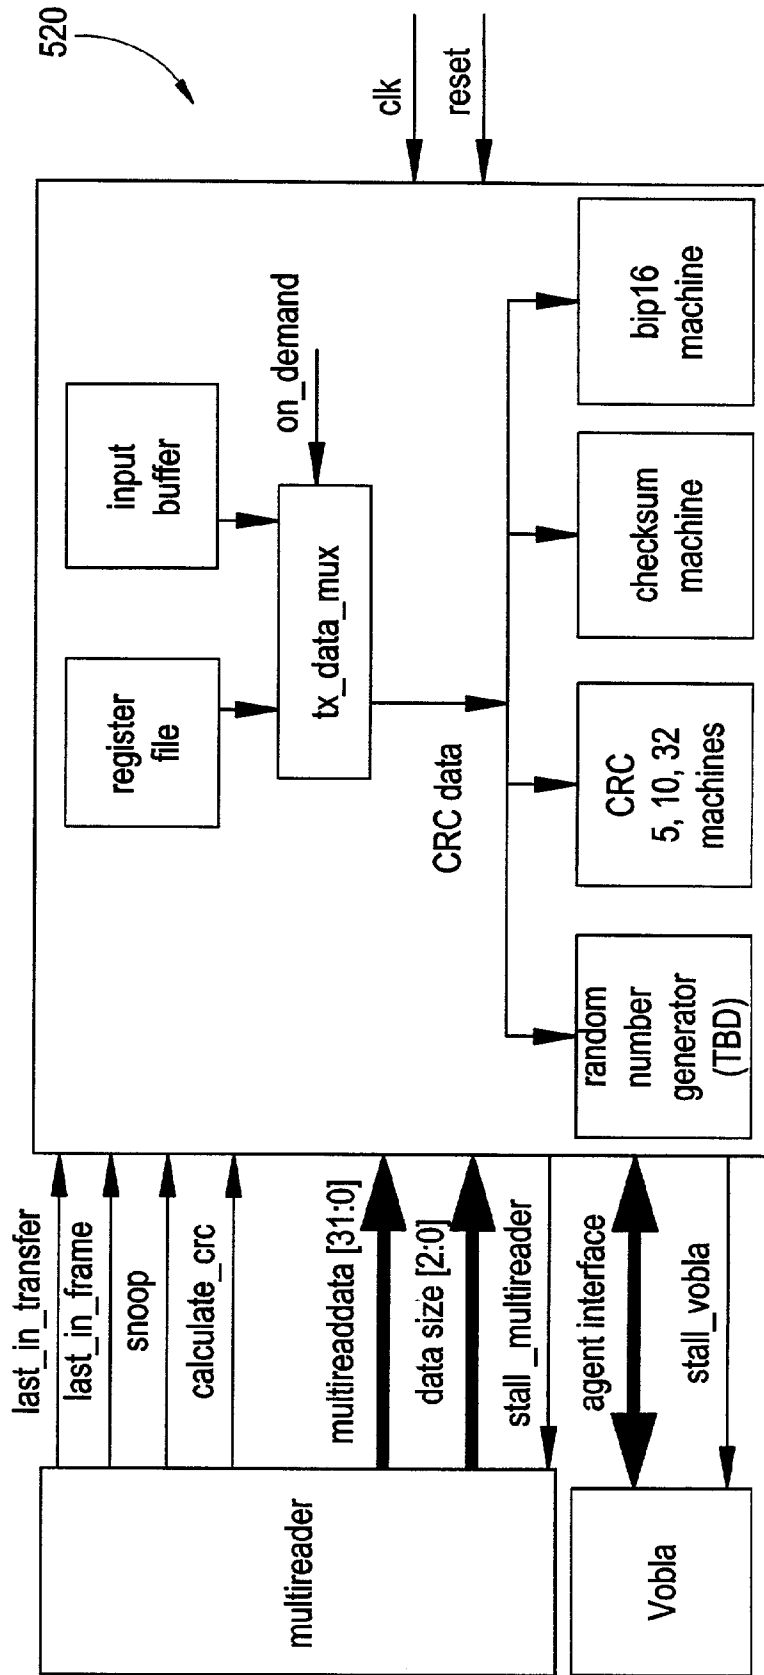 520
last_in_transfer
last_in_frame
snoop
calculate_crc
multireaddata [31:0]
data size [2:0]
stall_multireader
agent interface
stall_vobla
multireader
Vobla
register
file
input
buffer
tx_data_mux
on_demand
CRC data
random
number
generator
(TBD)
CRC
5, 10, 32
machines
checksum
machine
bip16
machine
clk
reset